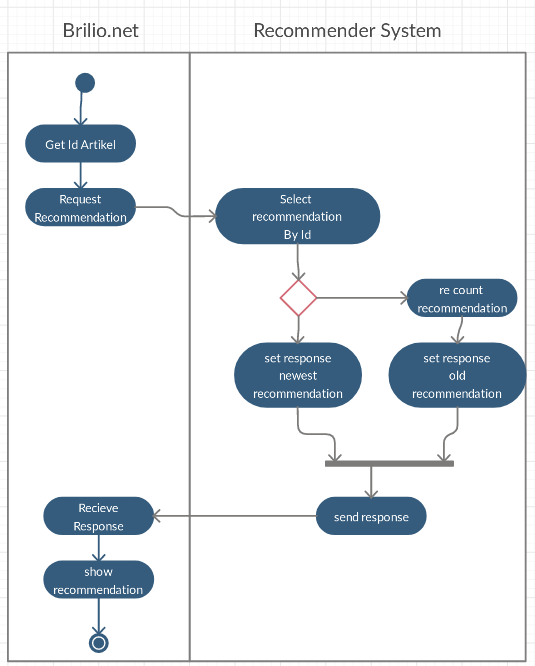 Brilio.net
Recommender System
Get Id Artikel
Request
Recommendation
Select
recommendation
By Id
re count
recommendation
set response
newest
recommendation
set response
old
recommendation
send response
Recieve
Response
show
recommendation